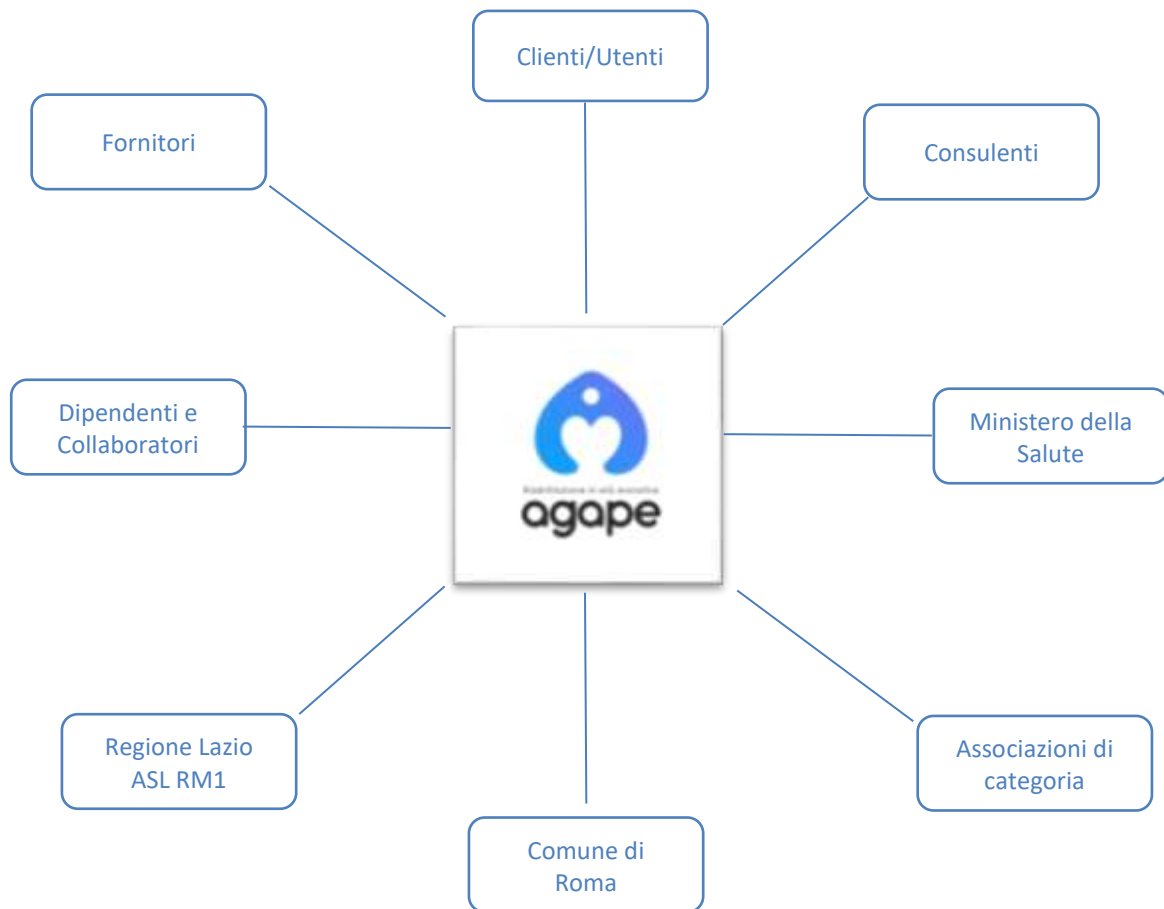 Clienti/Utenti
Fornitori
Consulenti
Dipendenti e
Collaboratori
Ministero della
Salute
agape
Regione Lazio
ASL RM1
Associazioni di
categoria
Comune di
Roma